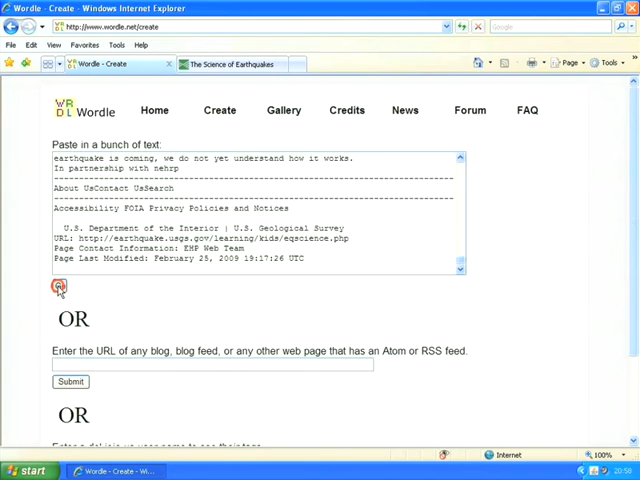 Wordle - Create - Windows Internet Explorer
http://www.wordle.net/create
Google
File Edit View Favorites Tools Help
Wordle - Create
The Science of Earthquakes
Page
Tools
WRDL Wordle Home Create Gallery Credits News Forum FAQ
Paste in a bunch of text:
earthquake is coming, we do not yet understand how it works.
In partnership with nehrp
--------------------------------------------------------------------------------
About UsContact UsSearch
--------------------------------------------------------------------------------
Accessibility FOIA Privacy Policies and Notices
U.S. Department of the Interior | U.S. Geological Survey
URL: http://earthquake.usgs.gov/learning/kids/eqscience.php
Page Contact Information: EHP Web Team
Page Last Modified: February 25, 2009 19:17:26 UTC
OR
Enter the URL of any blog, blog feed, or any other web page that has an Atom or RSS feed.
Submit
OR
Internet 100%
start
Wordle - Create - Wi...
20:58